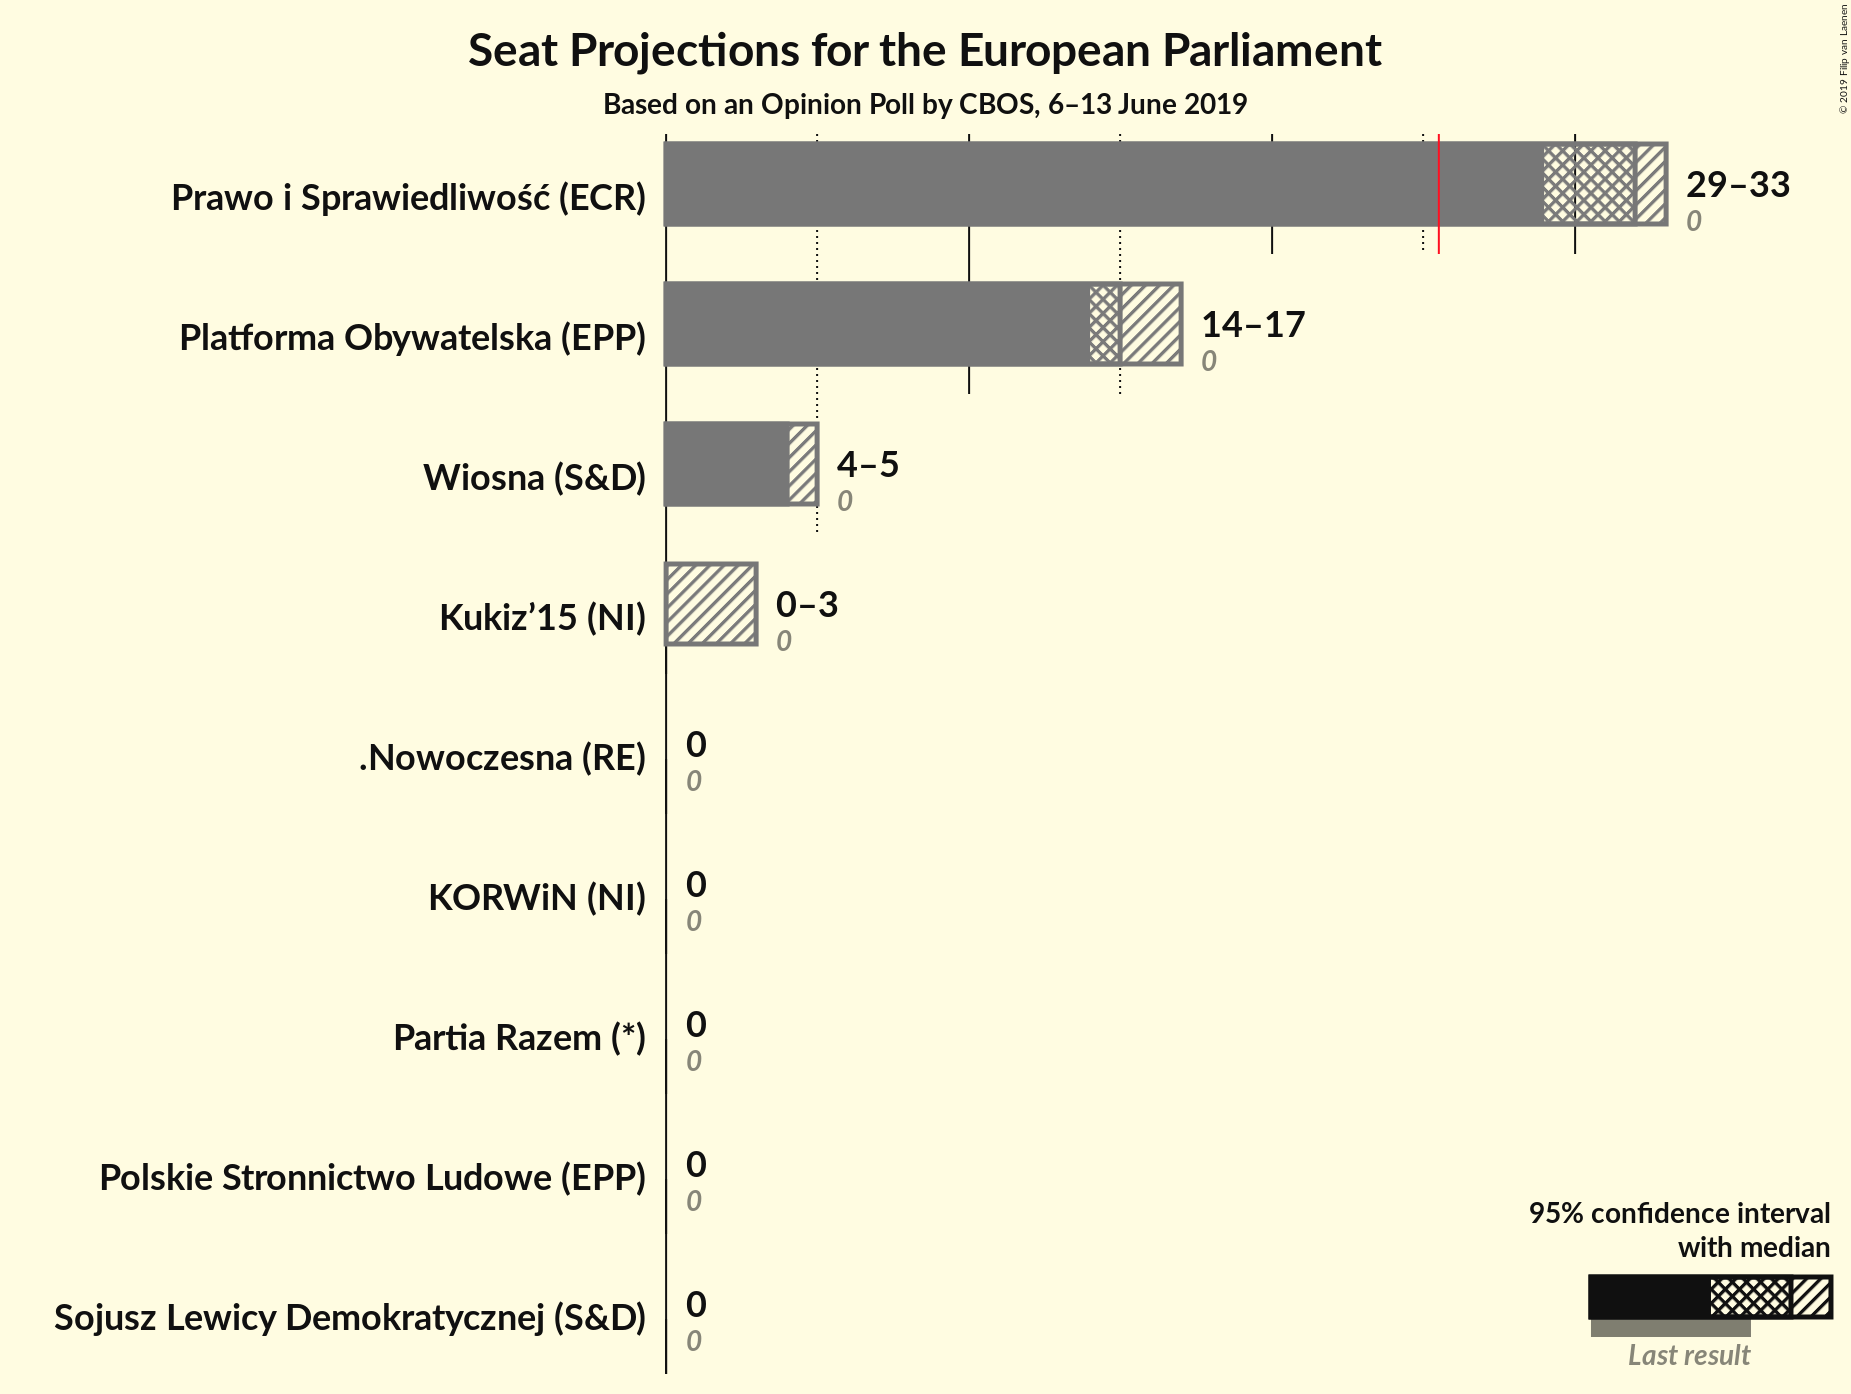 Seat Projections for the European Parliament
Based on an Opinion Poll by CBOS, 6–13 June 2019
© 2019 Filip van Laenen
Prawo i Sprawiedliwość (ECR)
29–33
0
Platforma Obywatelska (EPP)
14–17
0
Wiosna (S&D)
4–5
0
Kukiz’15 (NI)
0–3
0
.Nowoczesna (RE)
0
0
KORWiN (NI)
0
0
Partia Razem (*)
0
0
Polskie Stronnictwo Ludowe (EPP)
0
0
Sojusz Lewicy Demokratycznej (S&D)
0
0
95% confidence interval
with median
Last result